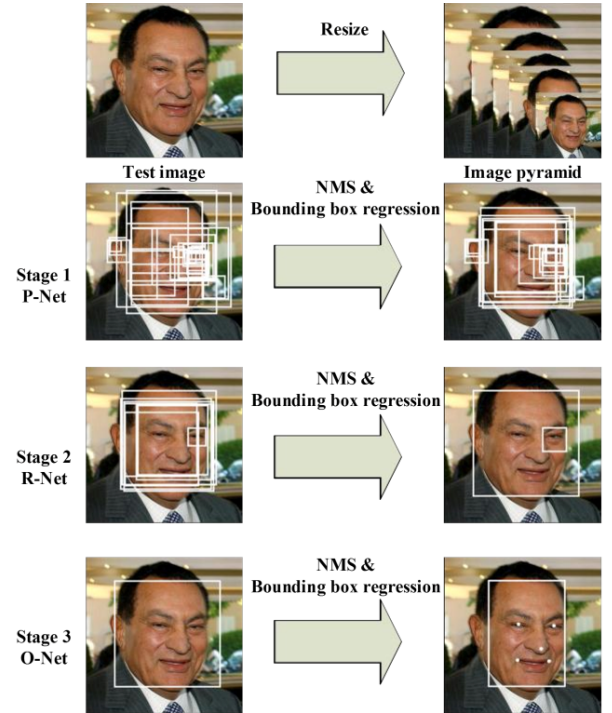 Resize
Test image
Image pyramid
NMS &
Bounding box regression
Stage 1
P-Net
NMS &
Bounding box regression
Stage 2
R-Net
NMS &
Bounding box regression
Stage 3
O-Net